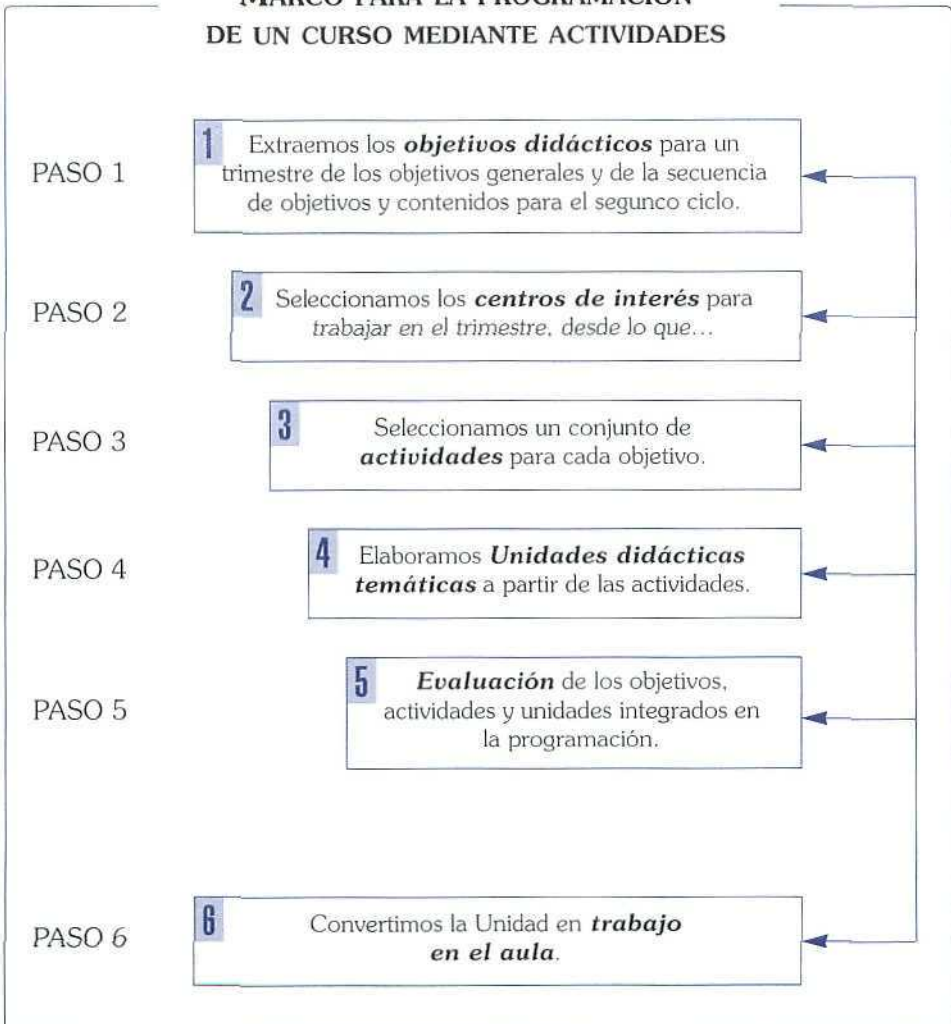 MARCO PARA LA PROGRAMACIÓN
DE UN CURSO MEDIANTE ACTIVIDADES
PASO 1
1
Extraemos los objetivos didácticos para un
trimestre de los objetivos generales y de la secuencia
de objetivos y contenidos para el segunco ciclo.
PASO 2
2
Seleccionamos los centros de interés para
trabajar en el trimestre, desde lo que...
PASO 3
3
Seleccionamos un conjunto de
actividades para cada objetivo.
PASO 4
4
Elaboramos Unidades didácticas
temáticas a partir de las actividades.
PASO 5
5
Evaluación de los objetivos,
actividades y unidades integrados en
la programación.
PASO 6
6
Convertimos la Unidad en trabajo
en el aula.